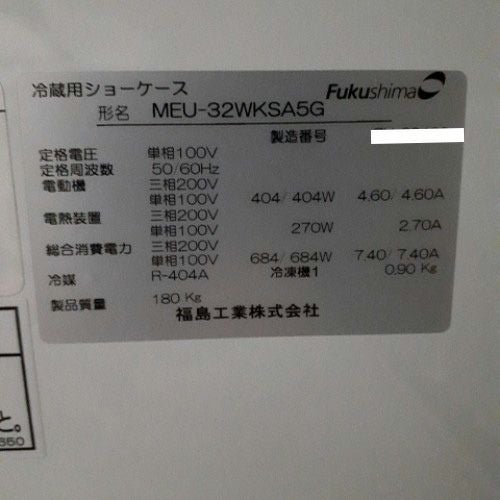 冷蔵用ショーケース
Fukushima
形名 MEU-32WKSA5G
製造番号
定格電圧 単相100V
定格周波数 50/60Hz
電動機 三相200V
単相100V 404/404W 4.60/4.60A
電熱装置 三相200V
単相100V 270W 2.70A
総合消費電力 三相200V
単相100V 684/684W 7.40/7.40A
冷媒 R-404A 冷凍機1 0.90 Kg
製品質量 180 Kg
福島工業株式会社
と。
350